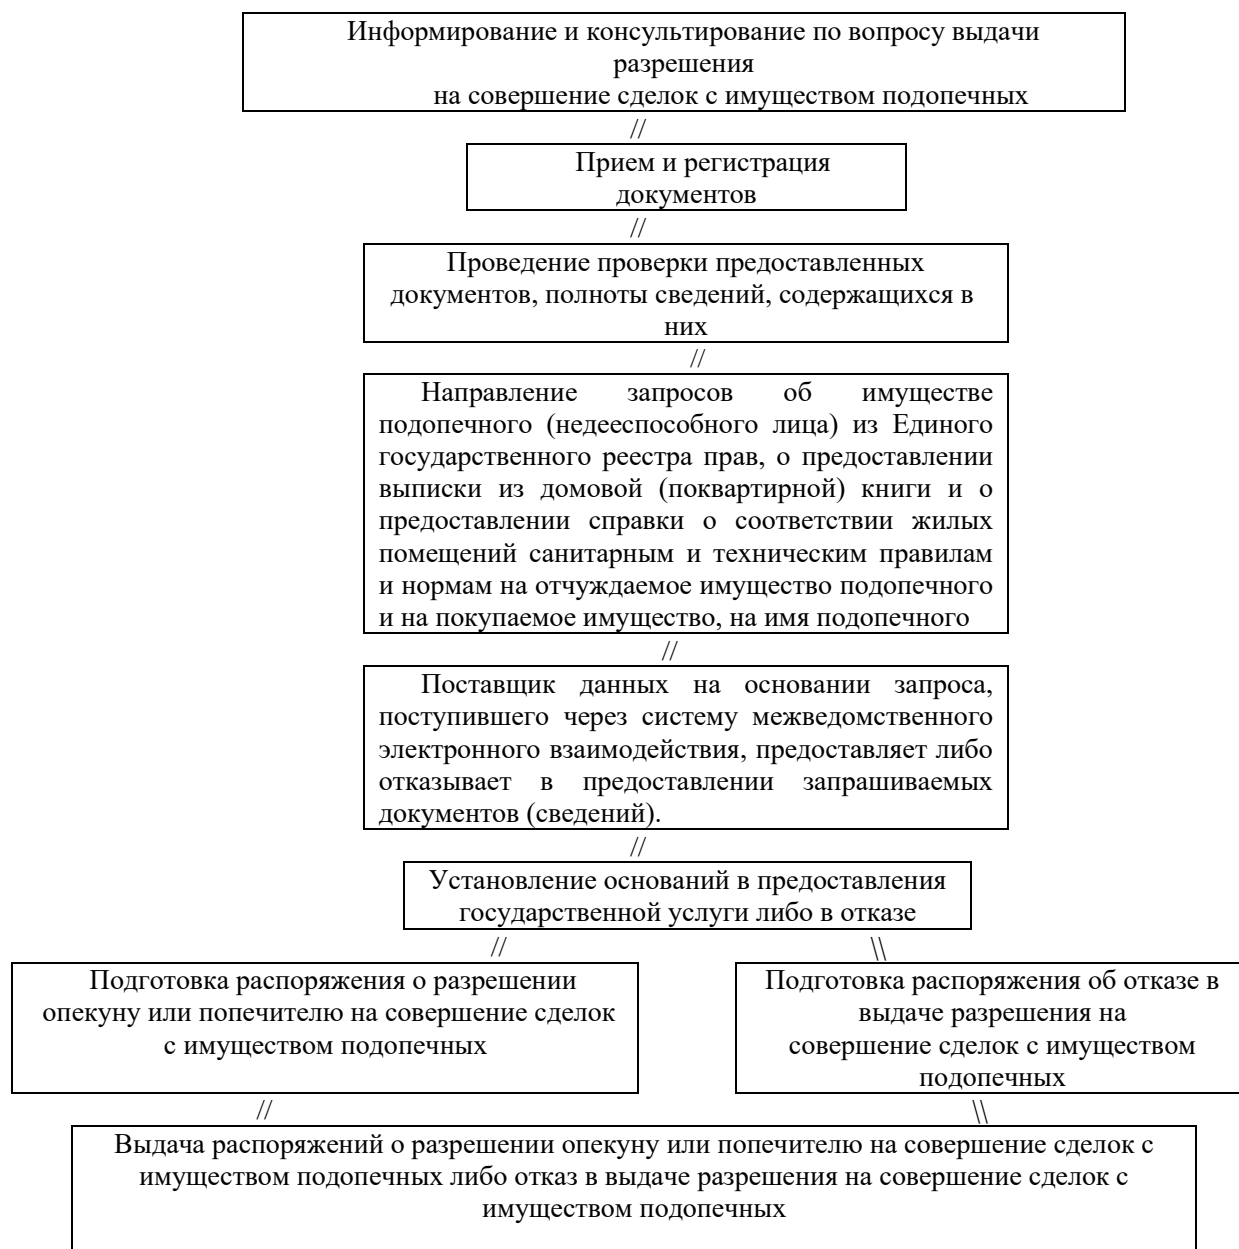 Информирование и консультирование по вопросу выдачи
разрешения
на совершение сделок с имуществом подопечных
//
Прием и регистрация
документов
//
Проведение проверки предоставленных
документов, полноты сведений, содержащихся в
них
//
Направление запросов об имуществе
подопечного (недееспособного лица) из Единого
государственного реестра прав, о предоставлении
выписки из домовой (поквартирной) книги и о
предоставлении справки о соответствии жилых
помещений санитарным и техническим правилам
и нормам на отчуждаемое имущество подопечного
и на покупаемое имущество, на имя подопечного
//
Поставщик данных на основании запроса,
поступившего через систему межведомственного
электронного взаимодействия, предоставляет либо
отказывает в предоставлении запрашиваемых
документов (сведений).
//
Установление оснований в предоставления
государственной услуги либо в отказе
// \\
Подготовка распоряжения о разрешении
опекуну или попечителю на совершение сделок
с имуществом подопечных
Подготовка распоряжения об отказе в
выдаче разрешения на
совершение сделок с имуществом
подопечных
// \\
Выдача распоряжений о разрешении опекуну или попечителю на совершение сделок с
имуществом подопечных либо отказ в выдаче разрешения на совершение сделок с
имуществом подопечных